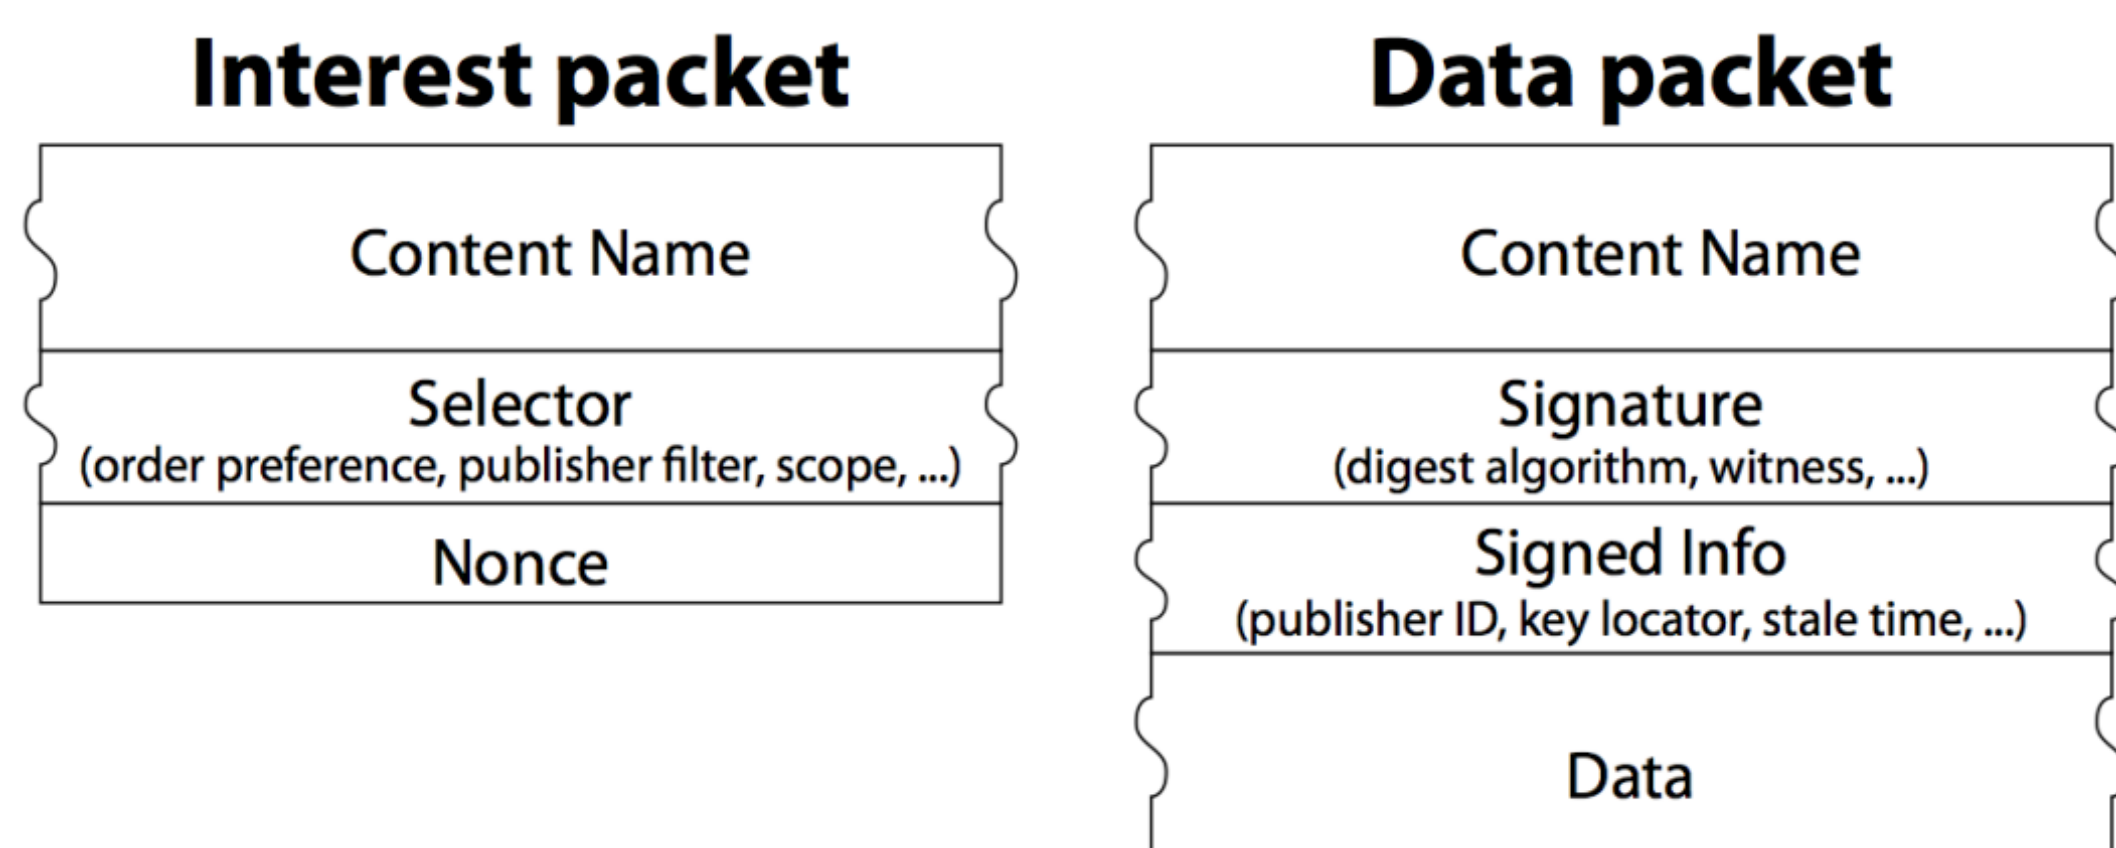 Interest packet
Content Name
Selector
(order preference, publisher filter, scope, ...)
Nonce
Data packet
Content Name
Signature
(digest algorithm, witness, ...)
Signed Info
(publisher ID, key locator, stale time, ...)
Data